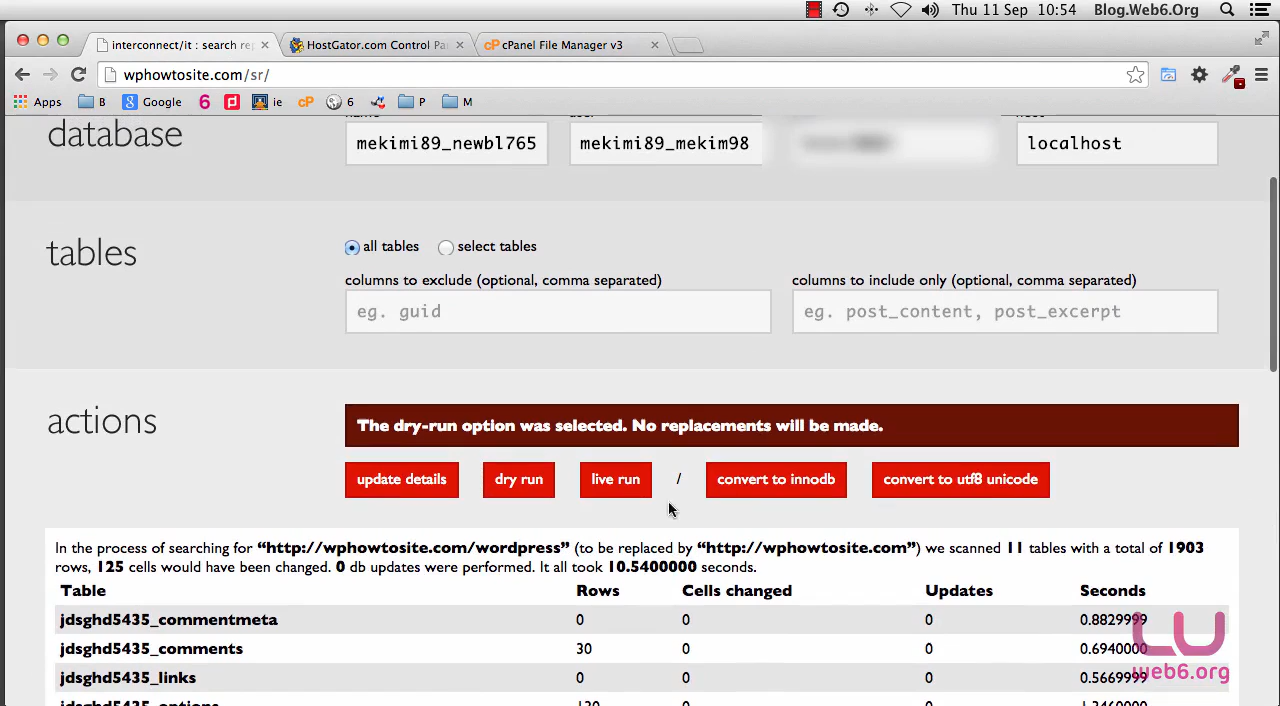 Thu 11 Sep 10:54 Blog.Web6.Org
interconnect/it : search rep
HostGator.com Control Pa
cP cPanel File Manager v3
wphowtosite.com/sr/
Apps B Google 6 ie cP 6 P M
database
mekimi89_newbl765 mekimi89_mekim98 localhost
tables
all tables select tables
columns to exclude (optional, comma separated) columns to include only (optional, comma separated)
eg. guid eg. post_content, post_excerpt
actions
The dry-run option was selected. No replacements will be made.
update details dry run live run / convert to innodb convert to utf8 unicode
In the process of searching for “http://wphowtosite.com/wordpress” (to be replaced by “http://wphowtosite.com”) we scanned 11 tables with a total of 1903
rows, 125 cells would have been changed. 0 db updates were performed. It all took 10.5400000 seconds.
Table Rows Cells changed Updates Seconds
jdsghd5435_commentmeta 0 0 0 0.8829999
jdsghd5435_comments 30 0 0 0.6940000
jdsghd5435_links 0 0 0 0.5669999
jdsghd5435_options
web6.org